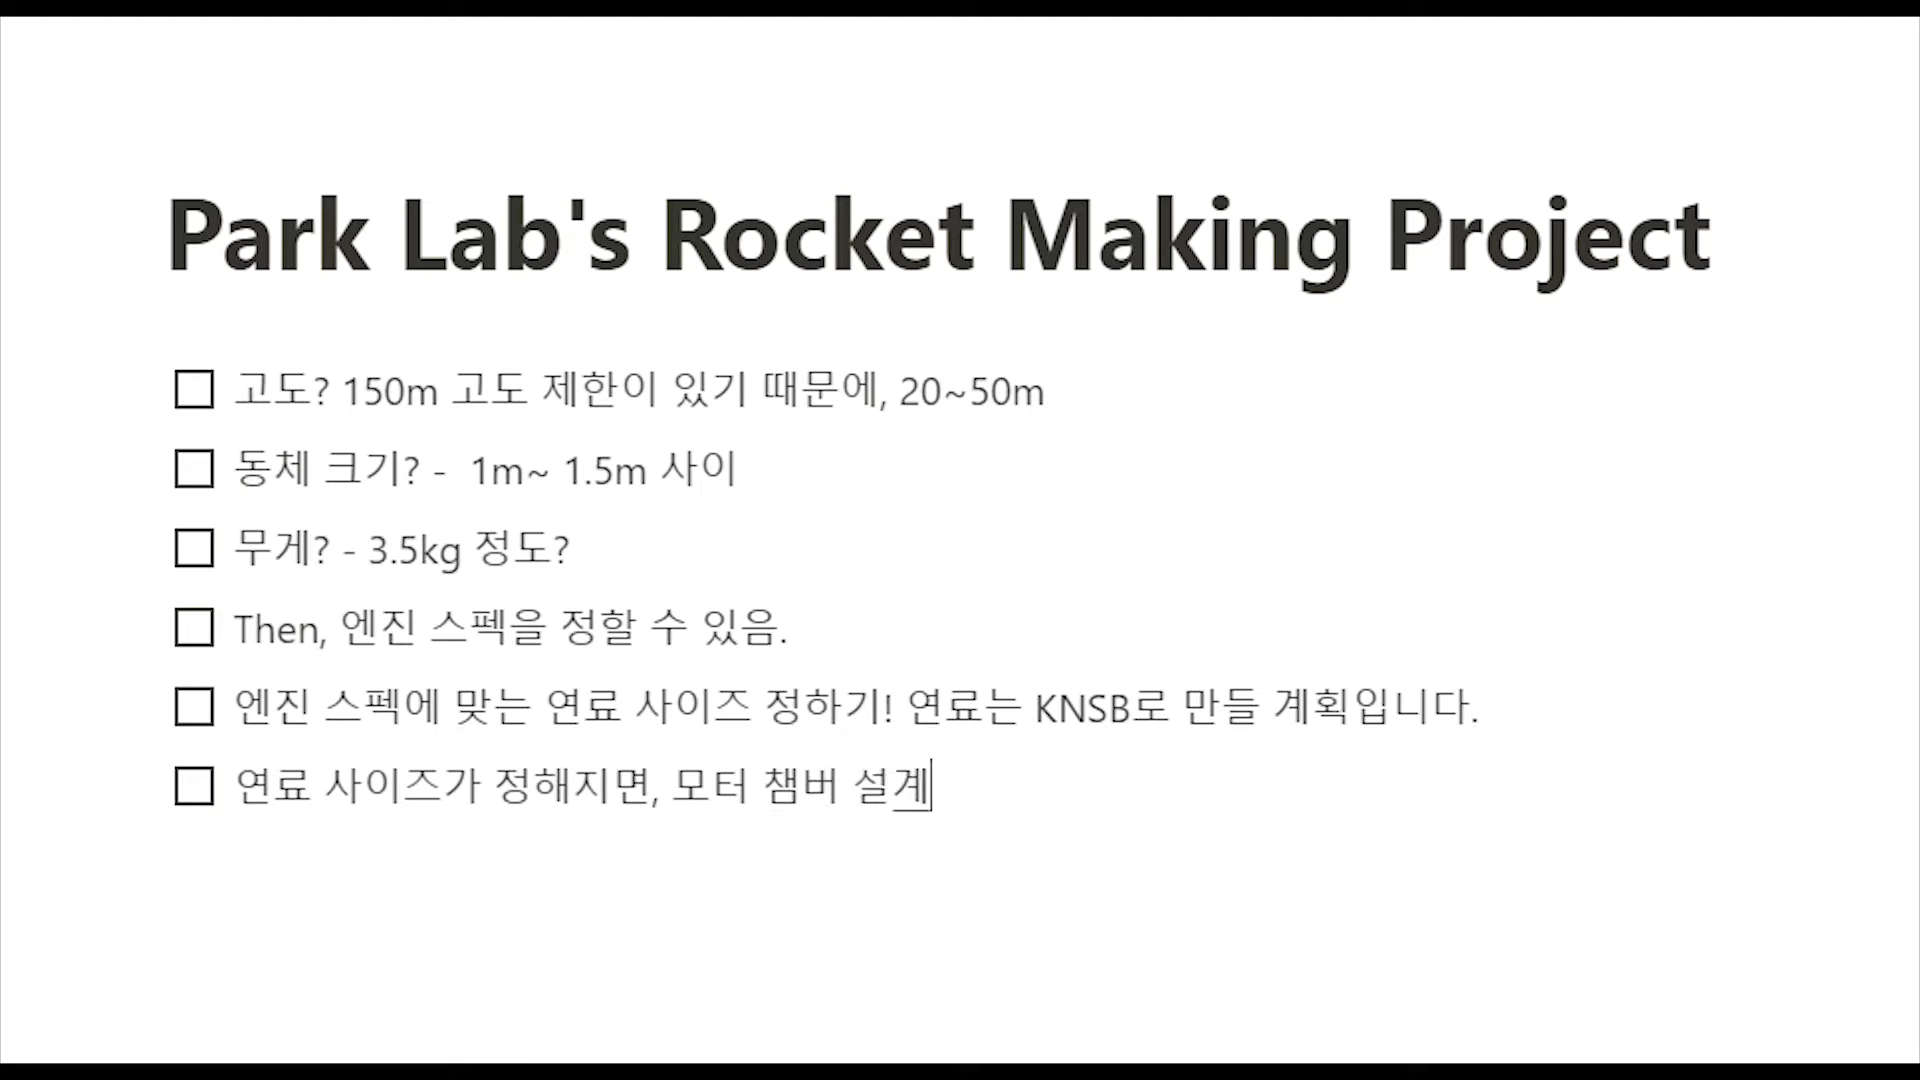 Park Lab's Rocket Making Project
고도? 150m 고도 제한이 있기 때문에, 20~50m
동체 크기? - 1m~ 1.5m 사이
무게? - 3.5kg 정도?
Then, 엔진 스펙을 정할 수 있음.
엔진 스펙에 맞는 연료 사이즈 정하기! 연료는 KNSB로 만들 계획입니다.
연료 사이즈가 정해지면, 모터 챔버 설계